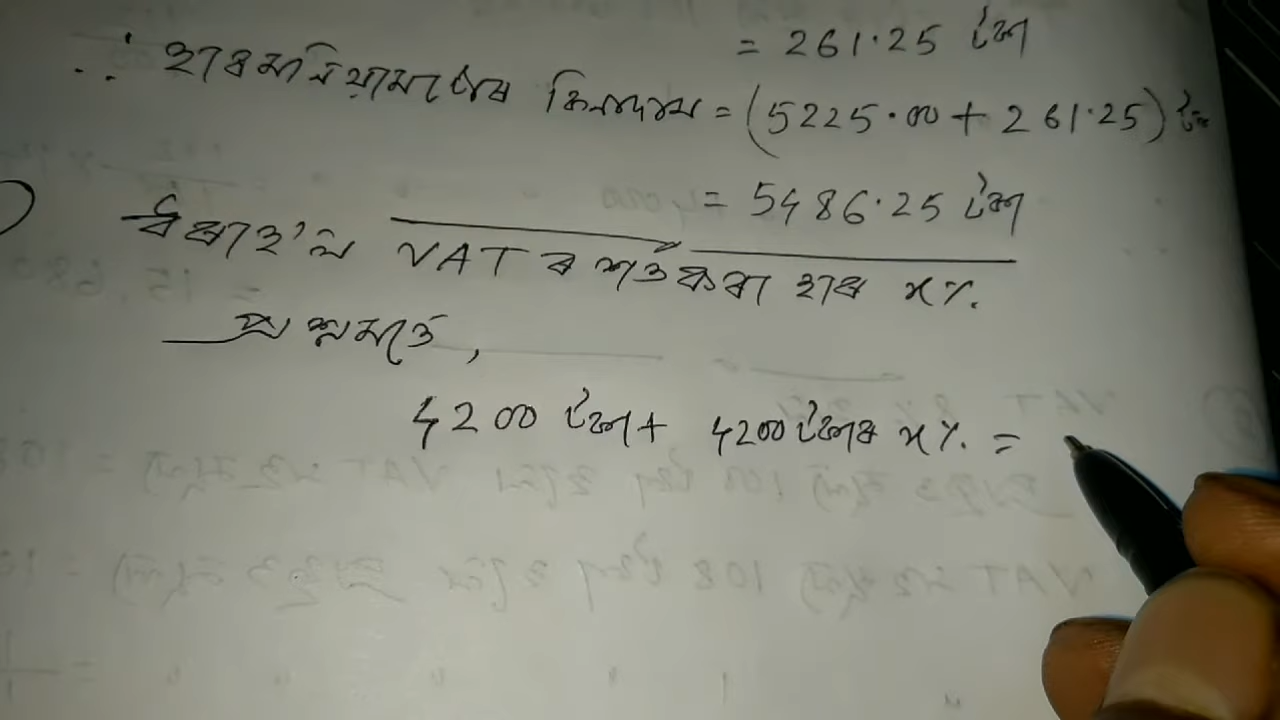 = 261.25 টকা
∴ হাৰমনিয়ামটোৰ কিনাদাম = (5225.00 + 261.25) টকা
= 5486.25 টকা
ধৰা হ'ল VAT ৰ শতকৰা হাৰ x%.
প্ৰশ্নমতে,
4200 টকা + 4200 টকাৰ x%. =